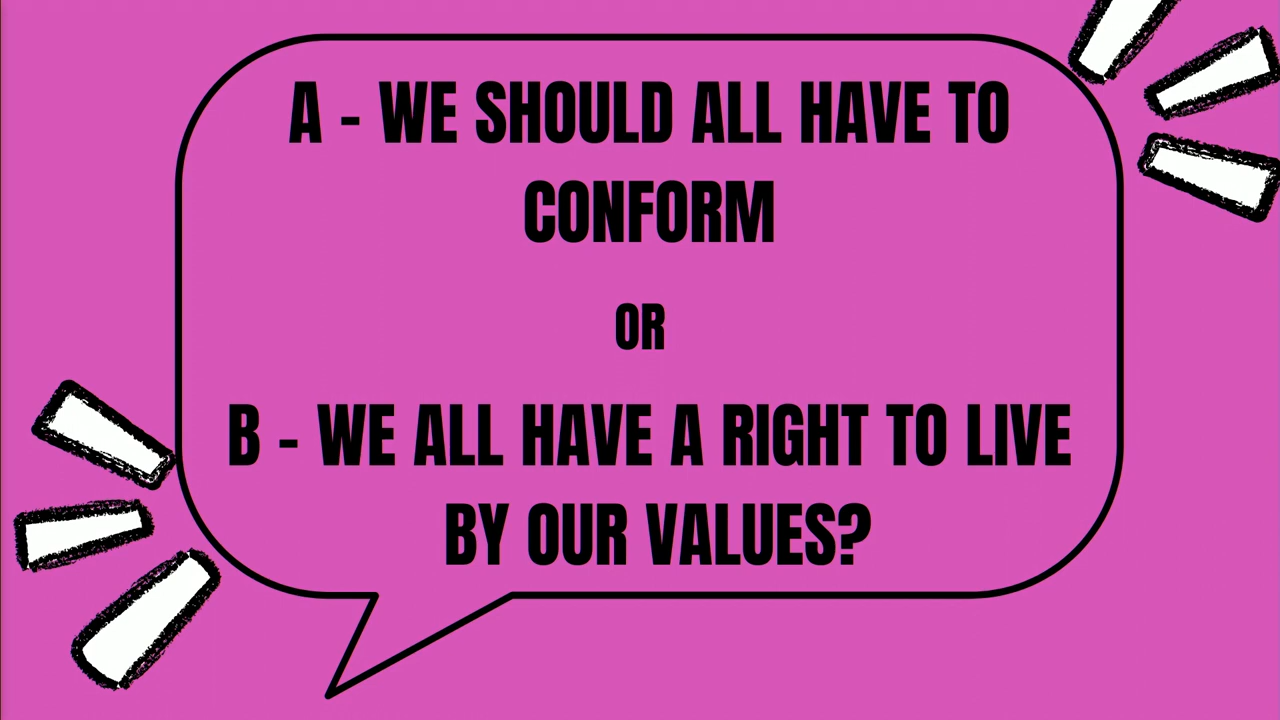 A - WE SHOULD ALL HAVE TO
CONFORM
OR
B - WE ALL HAVE A RIGHT TO LIVE
BY OUR VALUES?